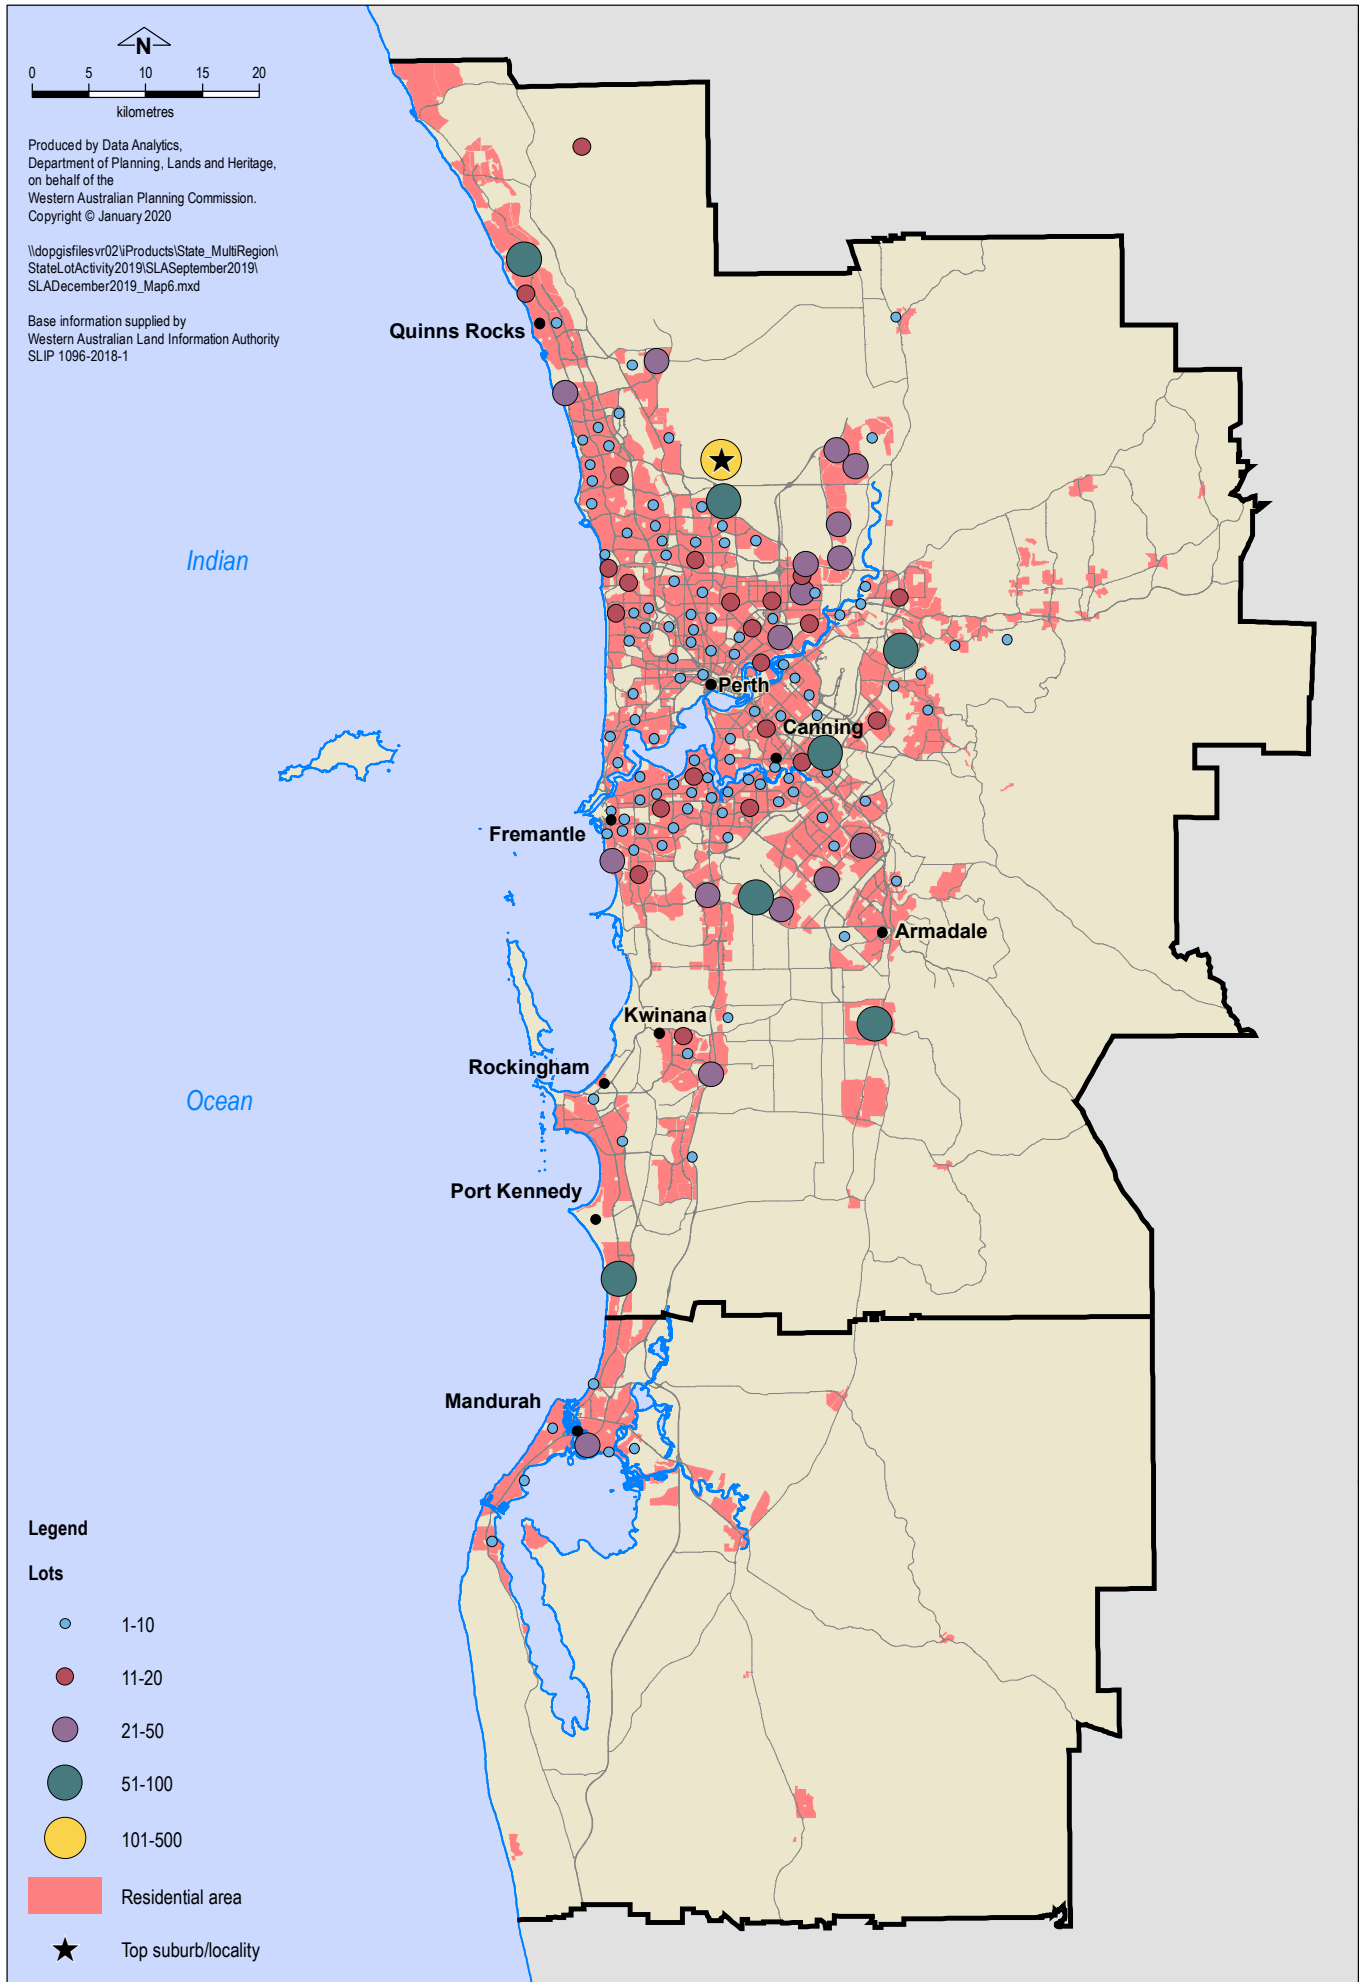 N
0 5 10 15 20
kilometres
Produced by Data Analytics,
Department of Planning, Lands and Heritage,
on behalf of the
Western Australian Planning Commission.
Copyright © January 2020
\\dopgisfilesvr02\iProducts\State_MultiRegion\
StateLotActivity2019\SLASeptember2019\
SLADecember2019_Map6.mxd
Base information supplied by
Western Australian Land Information Authority
SLIP 1096-2018-1
Quinns Rocks
Indian
Perth
Canning
Fremantle
Armadale
Kwinana
Rockingham
Ocean
Port Kennedy
Mandurah
Legend
Lots
1-10
11-20
21-50
51-100
101-500
Residential area
Top suburb/locality